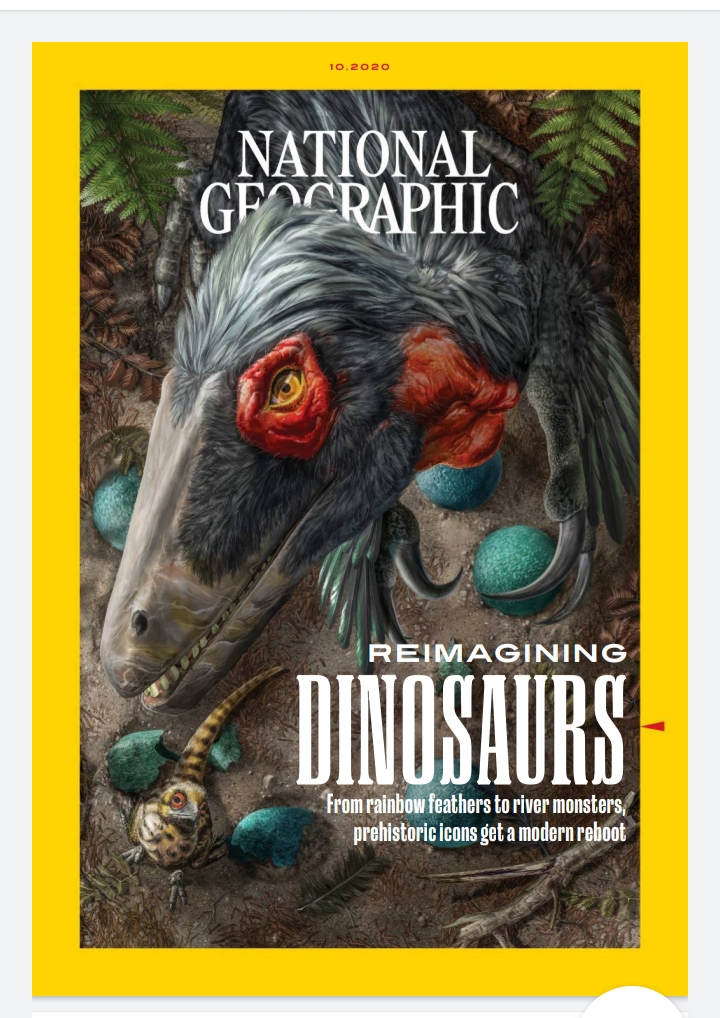 10.2020
NATIONAL
GEOGRAPHIC
REIMAGINING
DINOSAURS
From rainbow feathers to river monsters,
prehistoric icons get a modern reboot